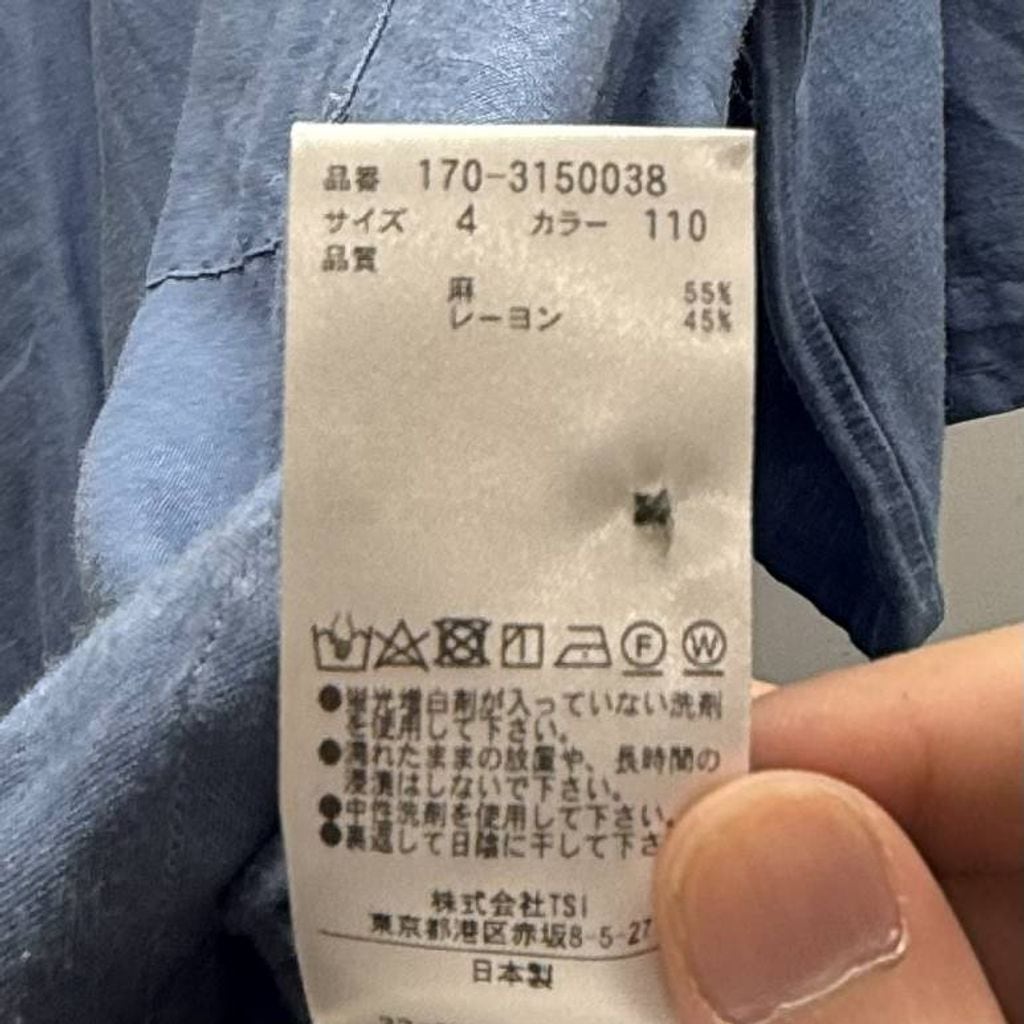 品番 170-3150038
サイズ 4 カラー 110
品質
麻 55%
レーヨン 45%
F W
●蛍光増白剤が入っていない洗剤
を使用して下さい。
●濡れたままの放置や、長時間の
浸漬はしないで下さい。
●中性洗剤を使用して下さい。
●裏返して日陰に干して下さ
株式会社TSI
東京都港区赤坂8-5-27
日本製